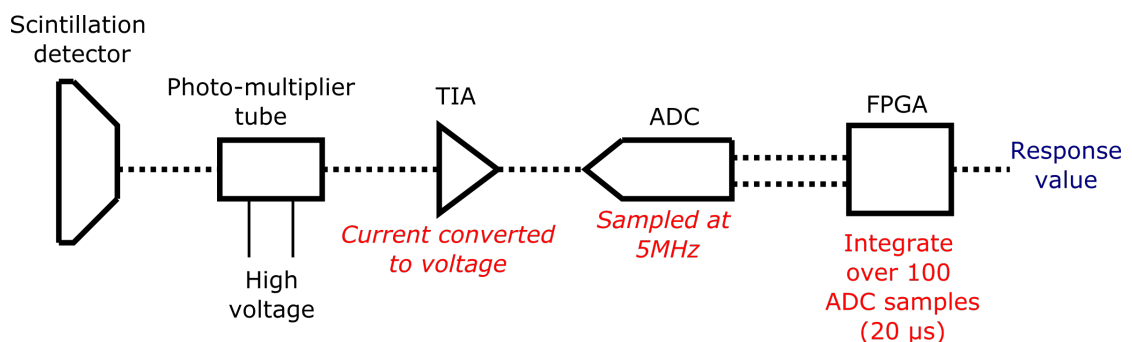 Scintillation
detector
Photo-multiplier
tube
High
voltage
TIA
Current converted
to voltage
ADC
Sampled at
5MHz
FPGA
Integrate
over 100
ADC samples
(20 µs)
Response
value